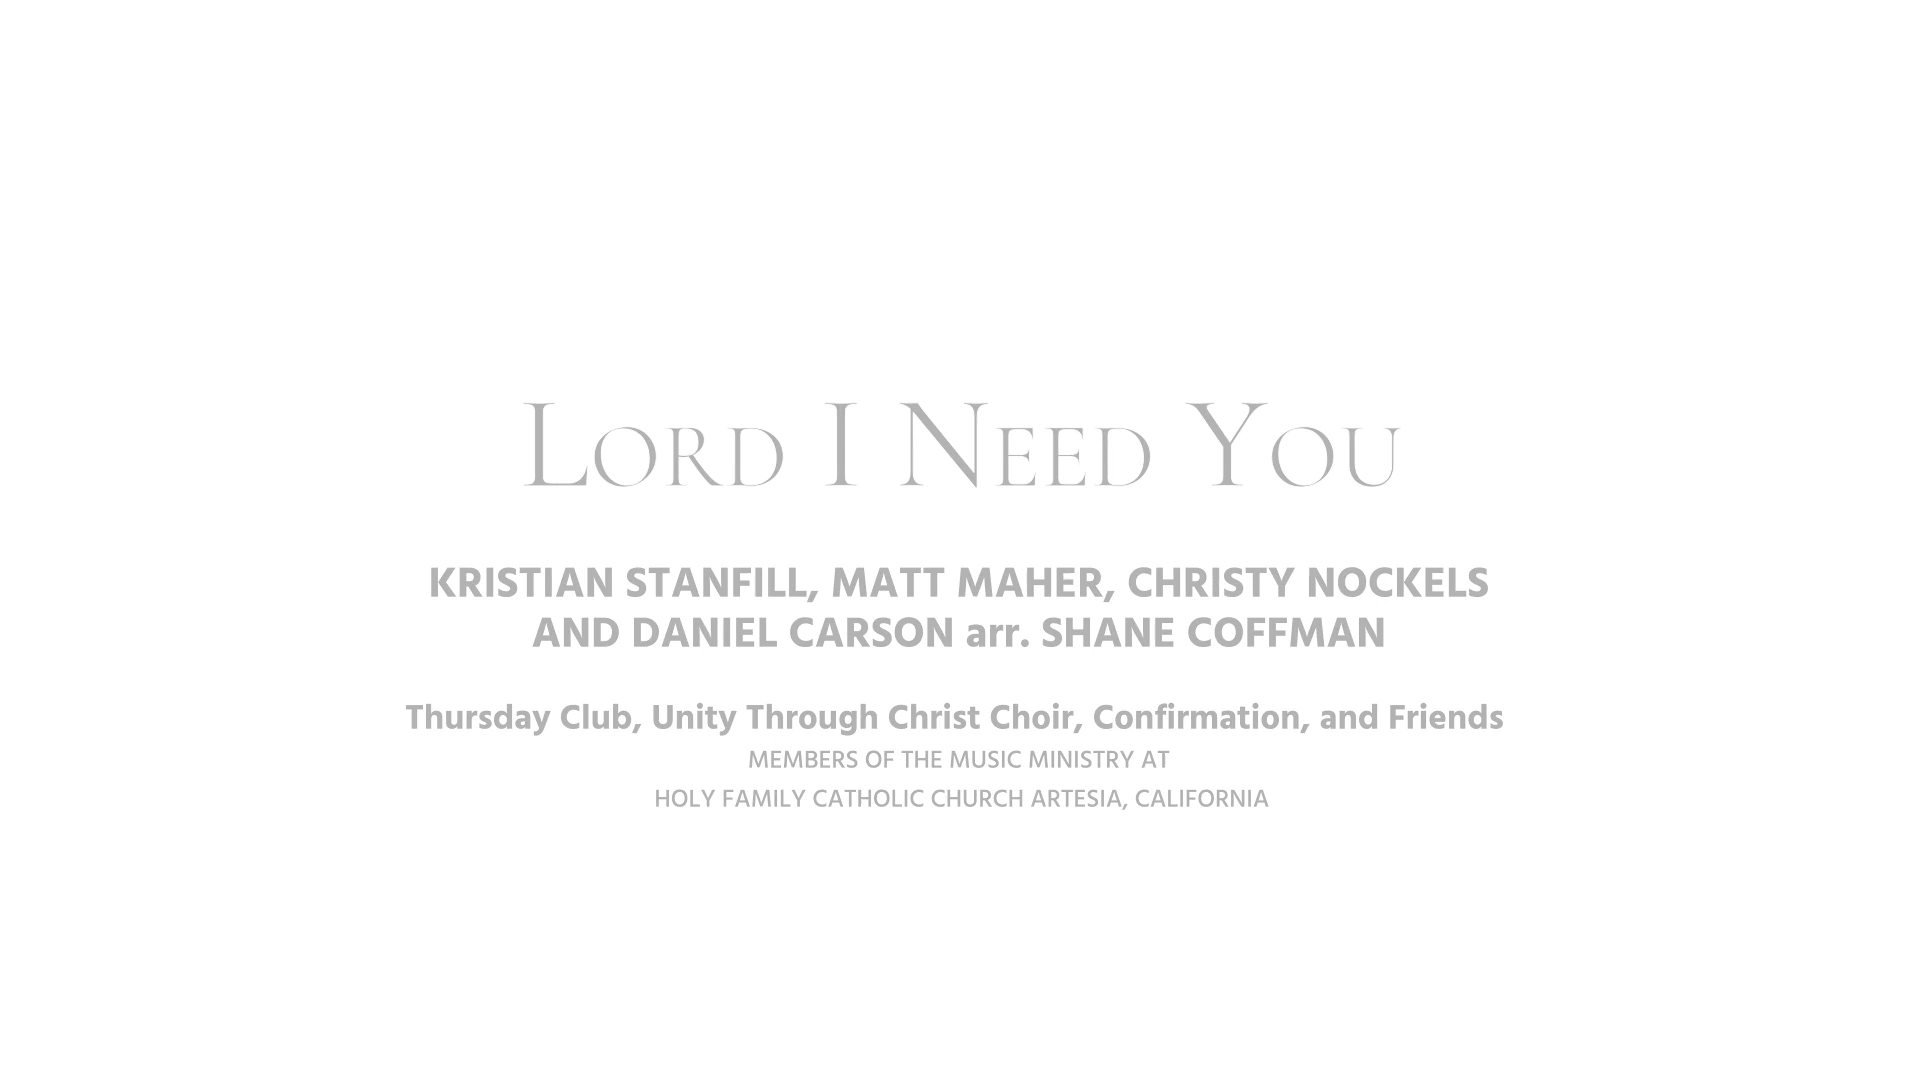 Lord I Need You
KRISTIAN STANFILL, MATT MAHER, CHRISTY NOCKELS
AND DANIEL CARSON arr. SHANE COFFMAN
Thursday Club, Unity Through Christ Choir, Confirmation, and Friends
MEMBERS OF THE MUSIC MINISTRY AT
HOLY FAMILY CATHOLIC CHURCH ARTESIA, CALIFORNIA